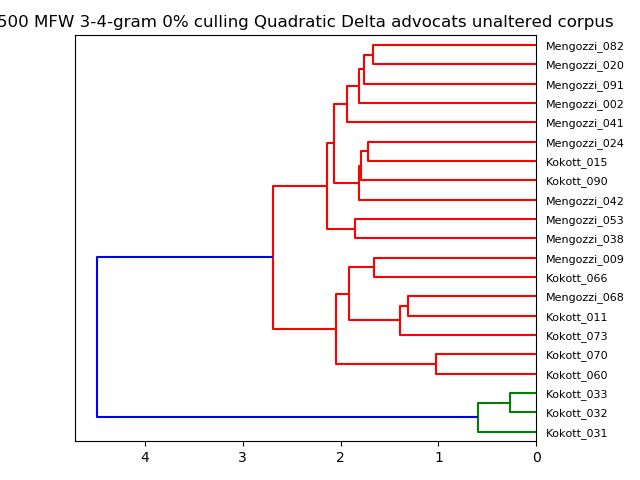 500 MFW 3-4-gram 0% culling Quadratic Delta advocats unaltered corpus
Mengozzi_082
Mengozzi_020
Mengozzi_091
Mengozzi_002
Mengozzi_041
Mengozzi_024
Kokott_015
Kokott_090
Mengozzi_042
Mengozzi_053
Mengozzi_038
Mengozzi_009
Kokott_066
Mengozzi_068
Kokott_011
Kokott_073
Kokott_070
Kokott_060
Kokott_033
Kokott_032
Kokott_031
4 3 2 1 0